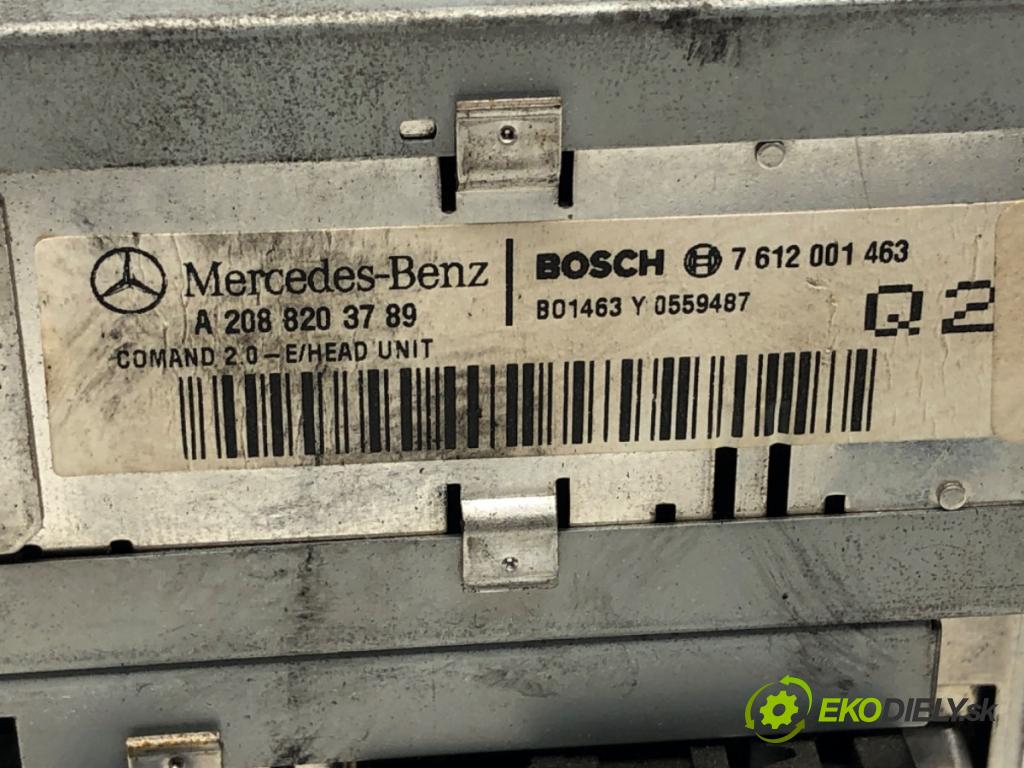 Mercedes-Benz
A 208 820 37 89
COMAND 2.0-E/HEAD UNIT
BOSCH 7 612 001 463
BO1463 Y 0559487
Q2
EKODIELY.sk